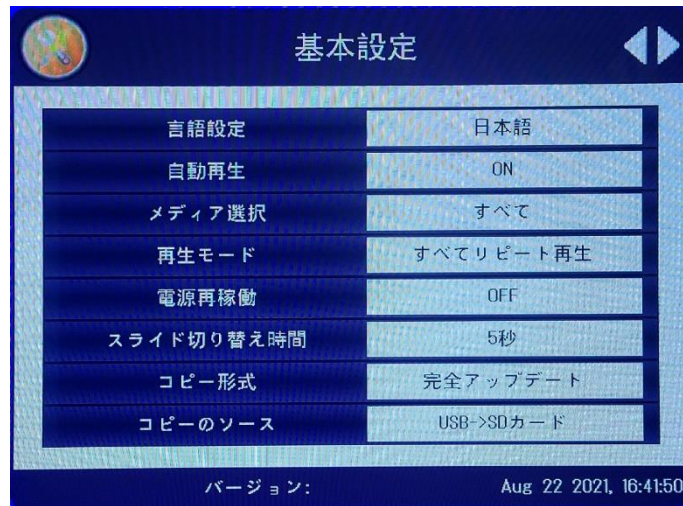 基本設定
言語設定 日本語
自動再生 ON
メディア選択 すべて
再生モード すべてリピート再生
電源再稼働 OFF
スライド切り替え時間 5秒
コピー形式 完全アップデート
コピーのソース USB->SDカード
バージョン: Aug 22 2021, 16:41:50